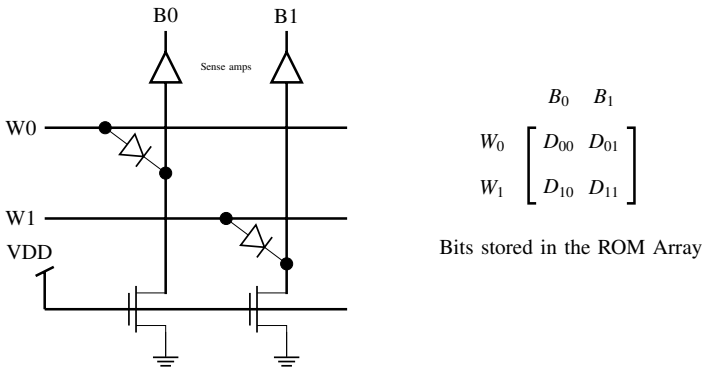 B0 B1
Sense amps
W0
W1
VDD
B₀ B₁
W₀ D₀₀ D₀₁
W₁ D₁₀ D₁₁
Bits stored in the ROM Array